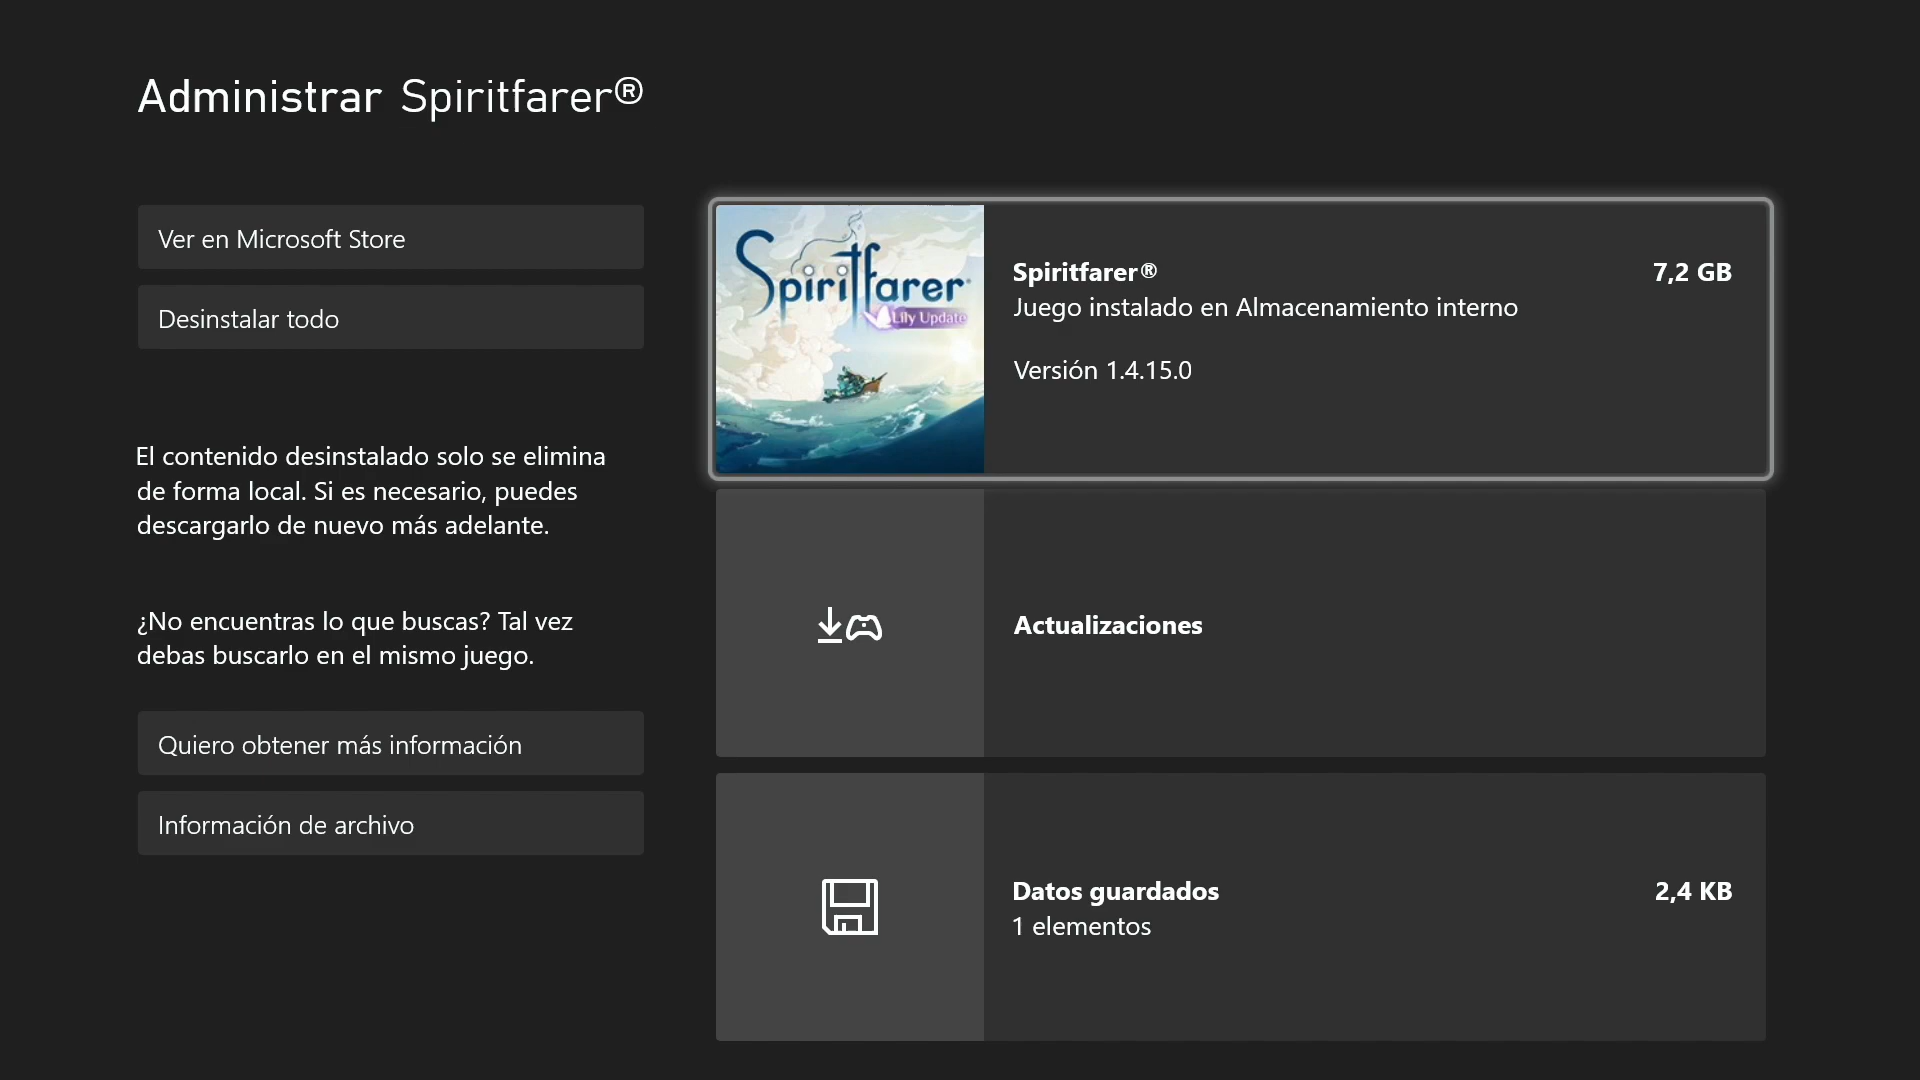 Administrar Spiritfarer®
Ver en Microsoft Store
Desinstalar todo
El contenido desinstalado solo se elimina
de forma local. Si es necesario, puedes
descargarlo de nuevo más adelante.
¿No encuentras lo que buscas? Tal vez
debas buscarlo en el mismo juego.
Quiero obtener más información
Información de archivo
Spiritfarer
Lily Update
Spiritfarer® 7,2 GB
Juego instalado en Almacenamiento interno
Versión 1.4.15.0
Actualizaciones
Datos guardados 2,4 KB
1 elementos